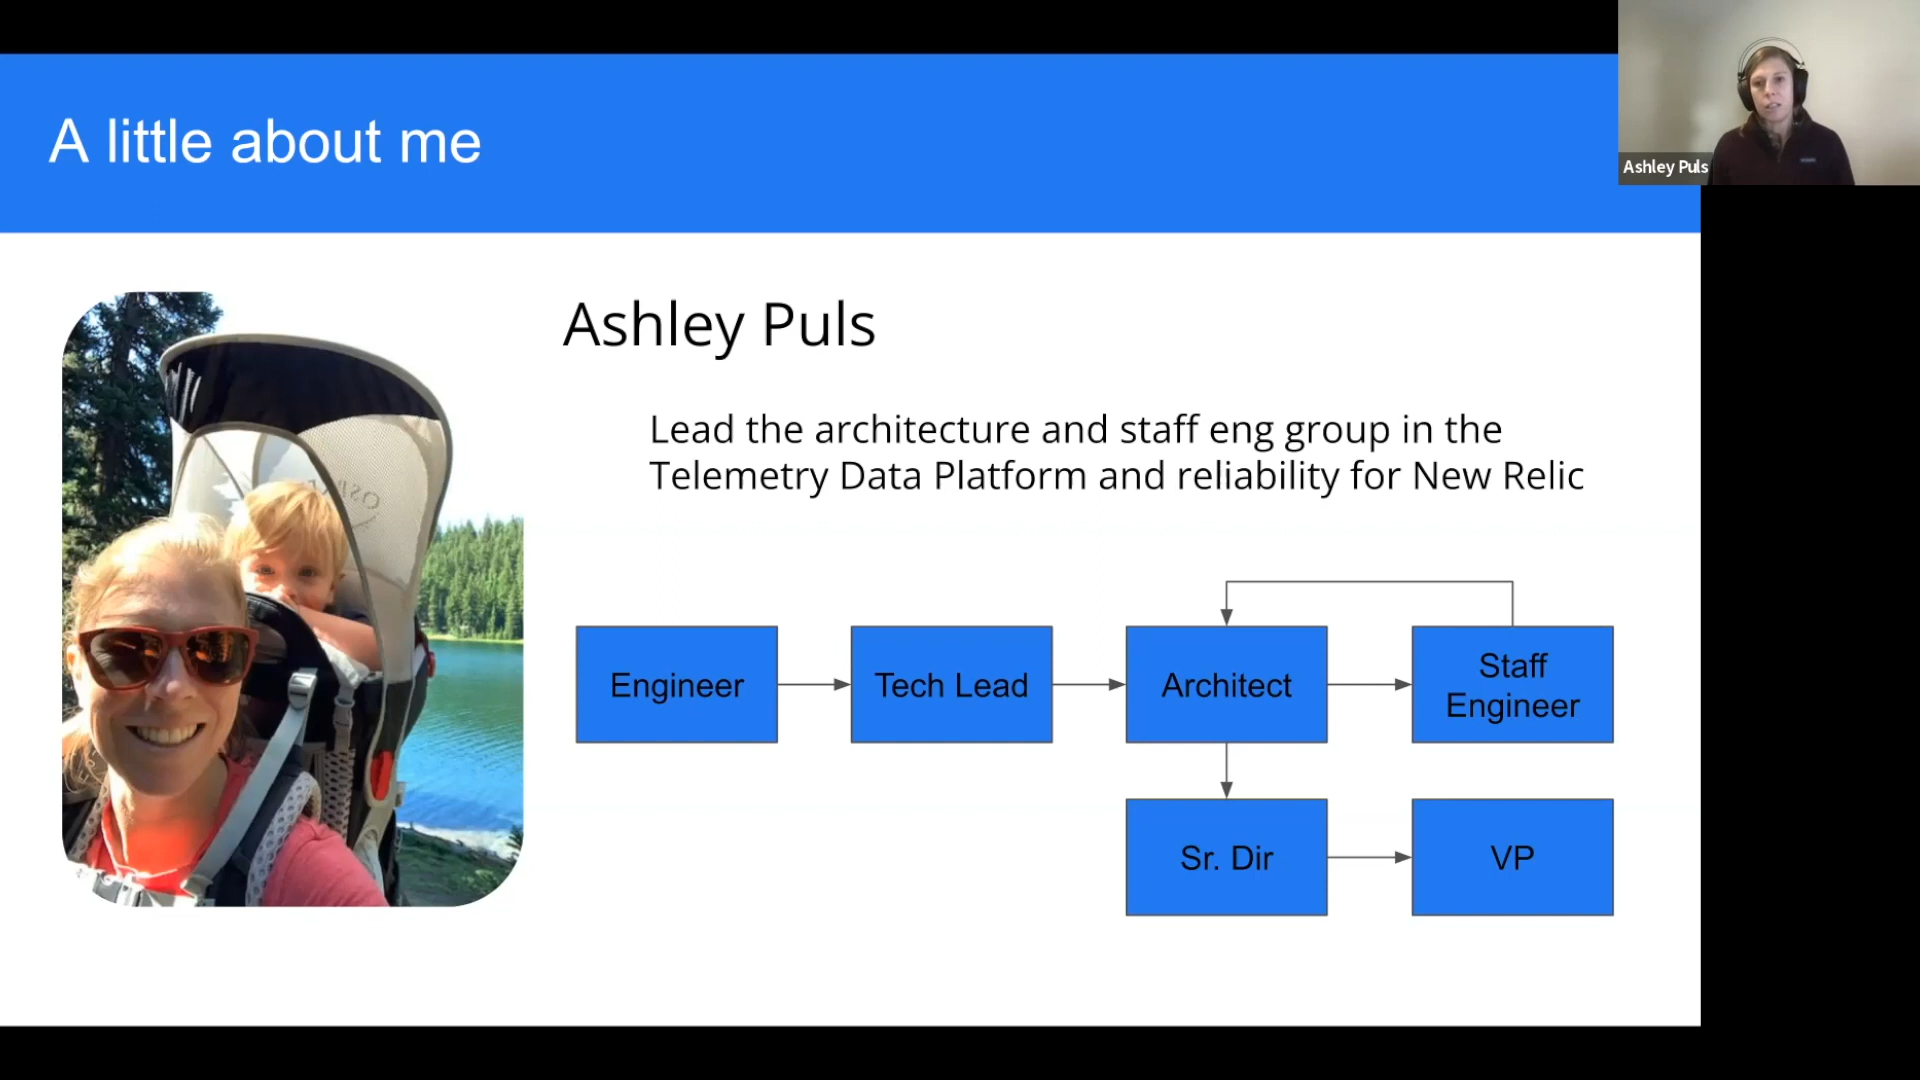 A little about me
Ashley Puls
Ashley Puls
Lead the architecture and staff eng group in the
Telemetry Data Platform and reliability for New Relic
Engineer
Tech Lead
Architect
Staff
Engineer
Sr. Dir
VP